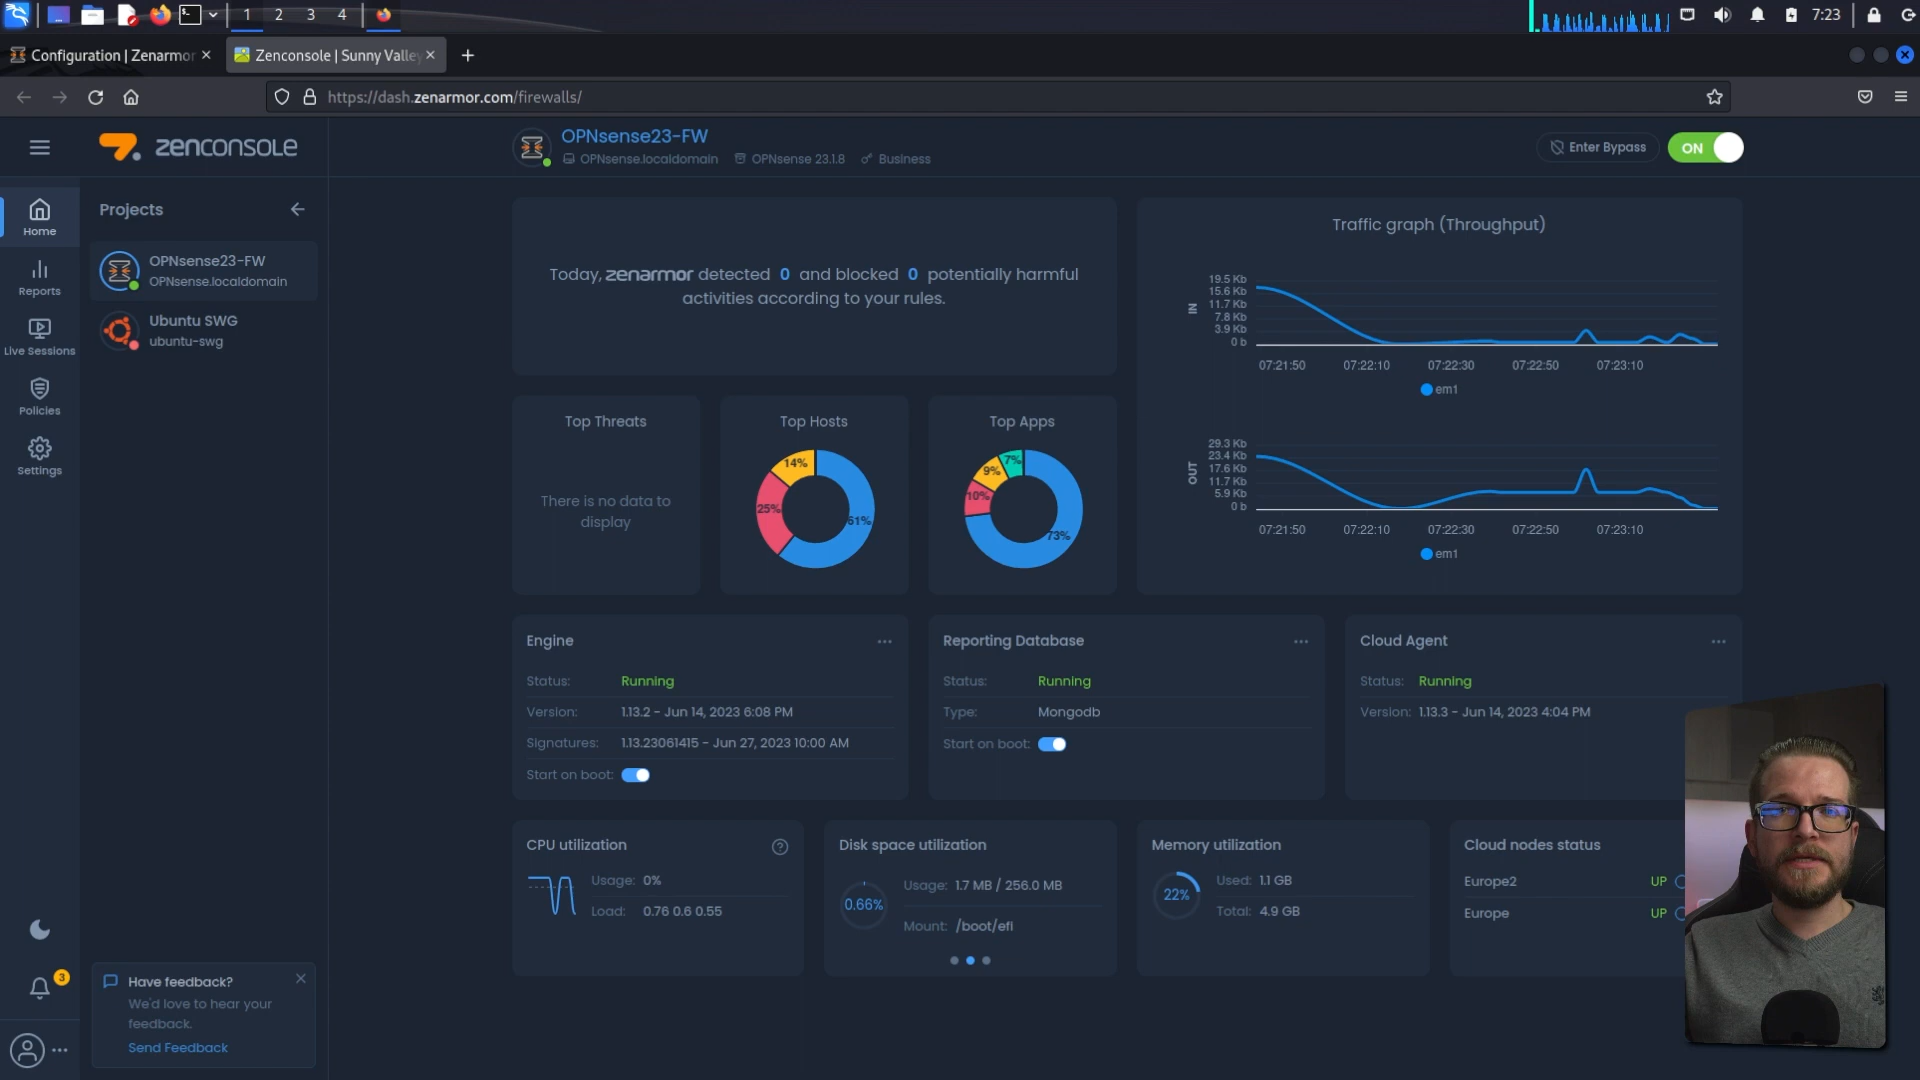 1 2 3 4
7:23
Configuration | Zenarmor
Zenconsole | Sunny Valley
https://dash.zenarmor.com/firewalls/
zenconsole
OPNsense23-FW
OPNsense.localdomain OPNsense 23.1.8 Business
Enter Bypass
ON
Home
Reports
Live Sessions
Policies
Settings
3
Projects
OPNsense23-FW
OPNsense.localdomain
Ubuntu SWG
ubuntu-swg
Have feedback?
We'd love to hear your
feedback.
Send Feedback
Today, zenarmor detected 0 and blocked 0 potentially harmful
activities according to your rules.
Traffic graph (Throughput)
IN
19.5 Kb
15.6 Kb
11.7 Kb
7.8 Kb
3.9 Kb
0 b
07:21:50 07:22:10 07:22:30 07:22:50 07:23:10
em1
OUT
29.3 Kb
23.4 Kb
17.6 Kb
11.7 Kb
5.9 Kb
0 b
07:21:50 07:22:10 07:22:30 07:22:50 07:23:10
em1
Top Threats
There is no data to
display
Top Hosts
14%
25%
61%
Top Apps
7%
9%
10%
73%
Engine
Status: Running
Version: 1.13.2 - Jun 14, 2023 6:08 PM
Signatures: 1.13.23061415 - Jun 27, 2023 10:00 AM
Start on boot:
Reporting Database
Status: Running
Type: Mongodb
Start on boot:
Cloud Agent
Status: Running
Version: 1.13.3 - Jun 14, 2023 4:04 PM
CPU utilization
Usage: 0%
Load: 0.76 0.6 0.55
Disk space utilization
0.66%
Usage: 1.7 MB / 256.0 MB
Mount: /boot/efi
Memory utilization
22%
Used: 1.1 GB
Total: 4.9 GB
Cloud nodes status
Europe2 UP
Europe UP